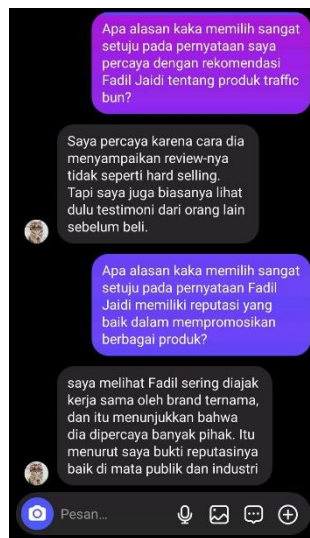 Apa alasan kaka memilih sangat
setuju pada pernyataan saya
percaya dengan rekomendasi
Fadil Jaidi tentang produk traffic
bun?
Saya percaya karena cara dia
menyampaikan review-nya
tidak seperti hard selling.
Tapi saya juga biasanya lihat
dulu testimoni dari orang lain
sebelum beli.
Apa alasan kaka memilih sangat
setuju pada pernyataan Fadil
Jaidi memiliki reputasi yang
baik dalam mempromosikan
berbagai produk?
saya melihat Fadil sering diajak
kerja sama oleh brand ternama,
dan itu menunjukkan bahwa
dia dipercaya banyak pihak. Itu
menurut saya bukti reputasinya
baik di mata publik dan industri
Pesan...